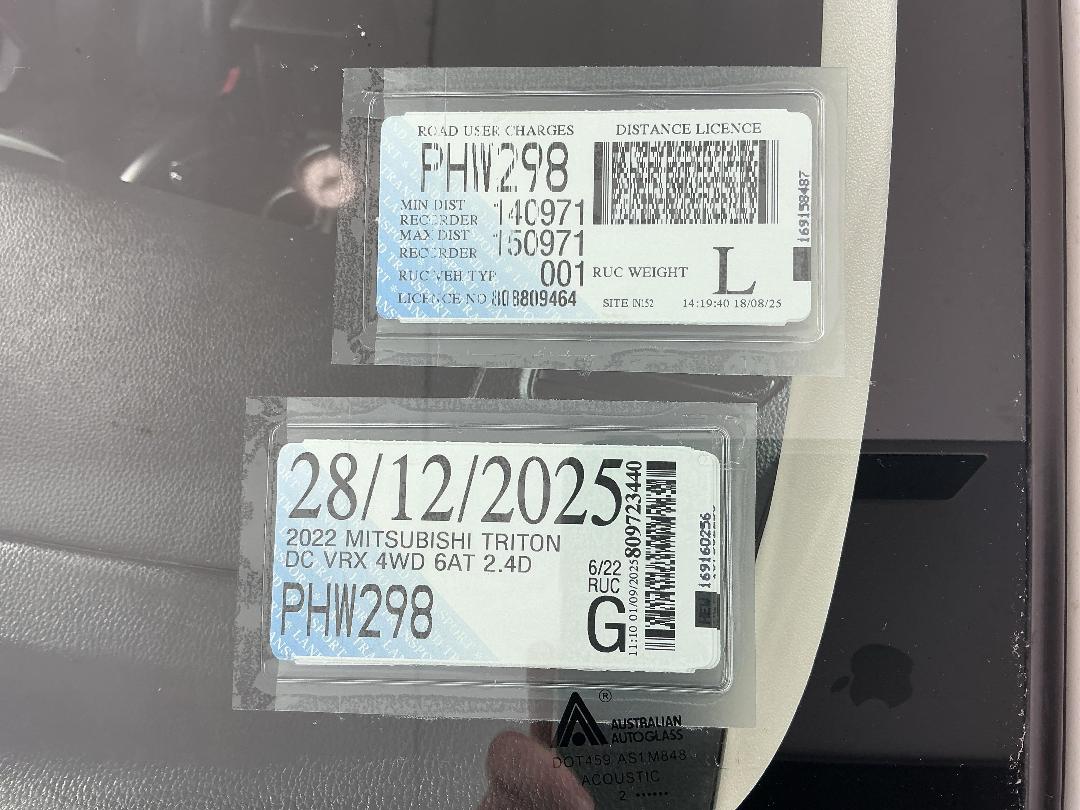 ROAD USER CHARGES
DISTANCE LICENCE
PHW298
MIN DIST
RECORDER 140971
MAX DIST
RECORDER 150971
RUC VEH TYP 001
RUC WEIGHT L
LICENCE NO 808809464
SITE IN152 14:19:40 18/08/25
169158487
28/12/2025
2022 MITSUBISHI TRITON
DC VRX 4WD 6AT 2.4D
PHW298
6/22
RUC
G
11:10 01/09/2025 809723440
169160256
®
AUSTRALIAN
AUTOGLASS
DOT459 AS1M848
ACOUSTIC
2